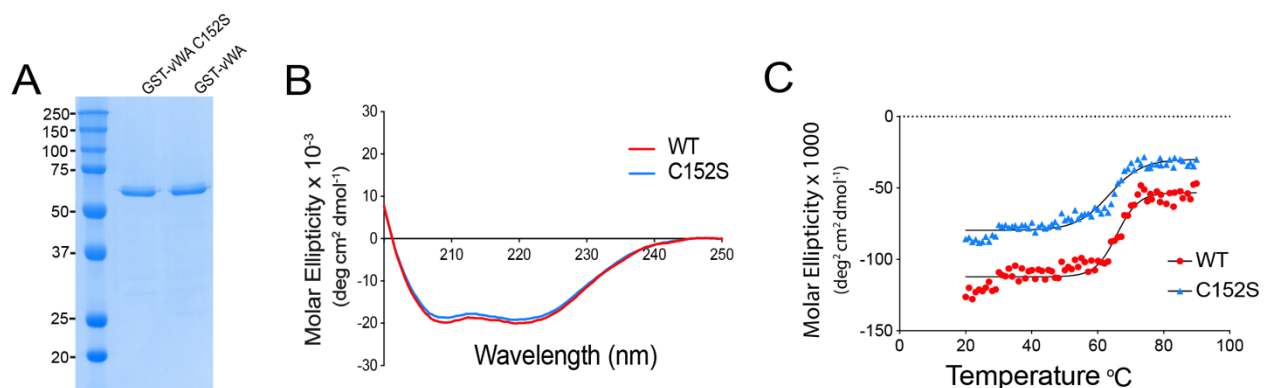 A
GST-vWA C152S
GST-vWA
250
150
100
75
50
37
25
20
B
Molar Ellipticity x 10⁻³
(deg cm² dmol⁻¹)
30
20
10
0
-10
-20
-30
210
220
230
240
250
WT
C152S
Wavelength (nm)
C
Molar Ellipticity x 1000
(deg² cm² dmol⁻¹)
0
-50
-100
-150
0
20
40
60
80
100
WT
C152S
Temperature ºC